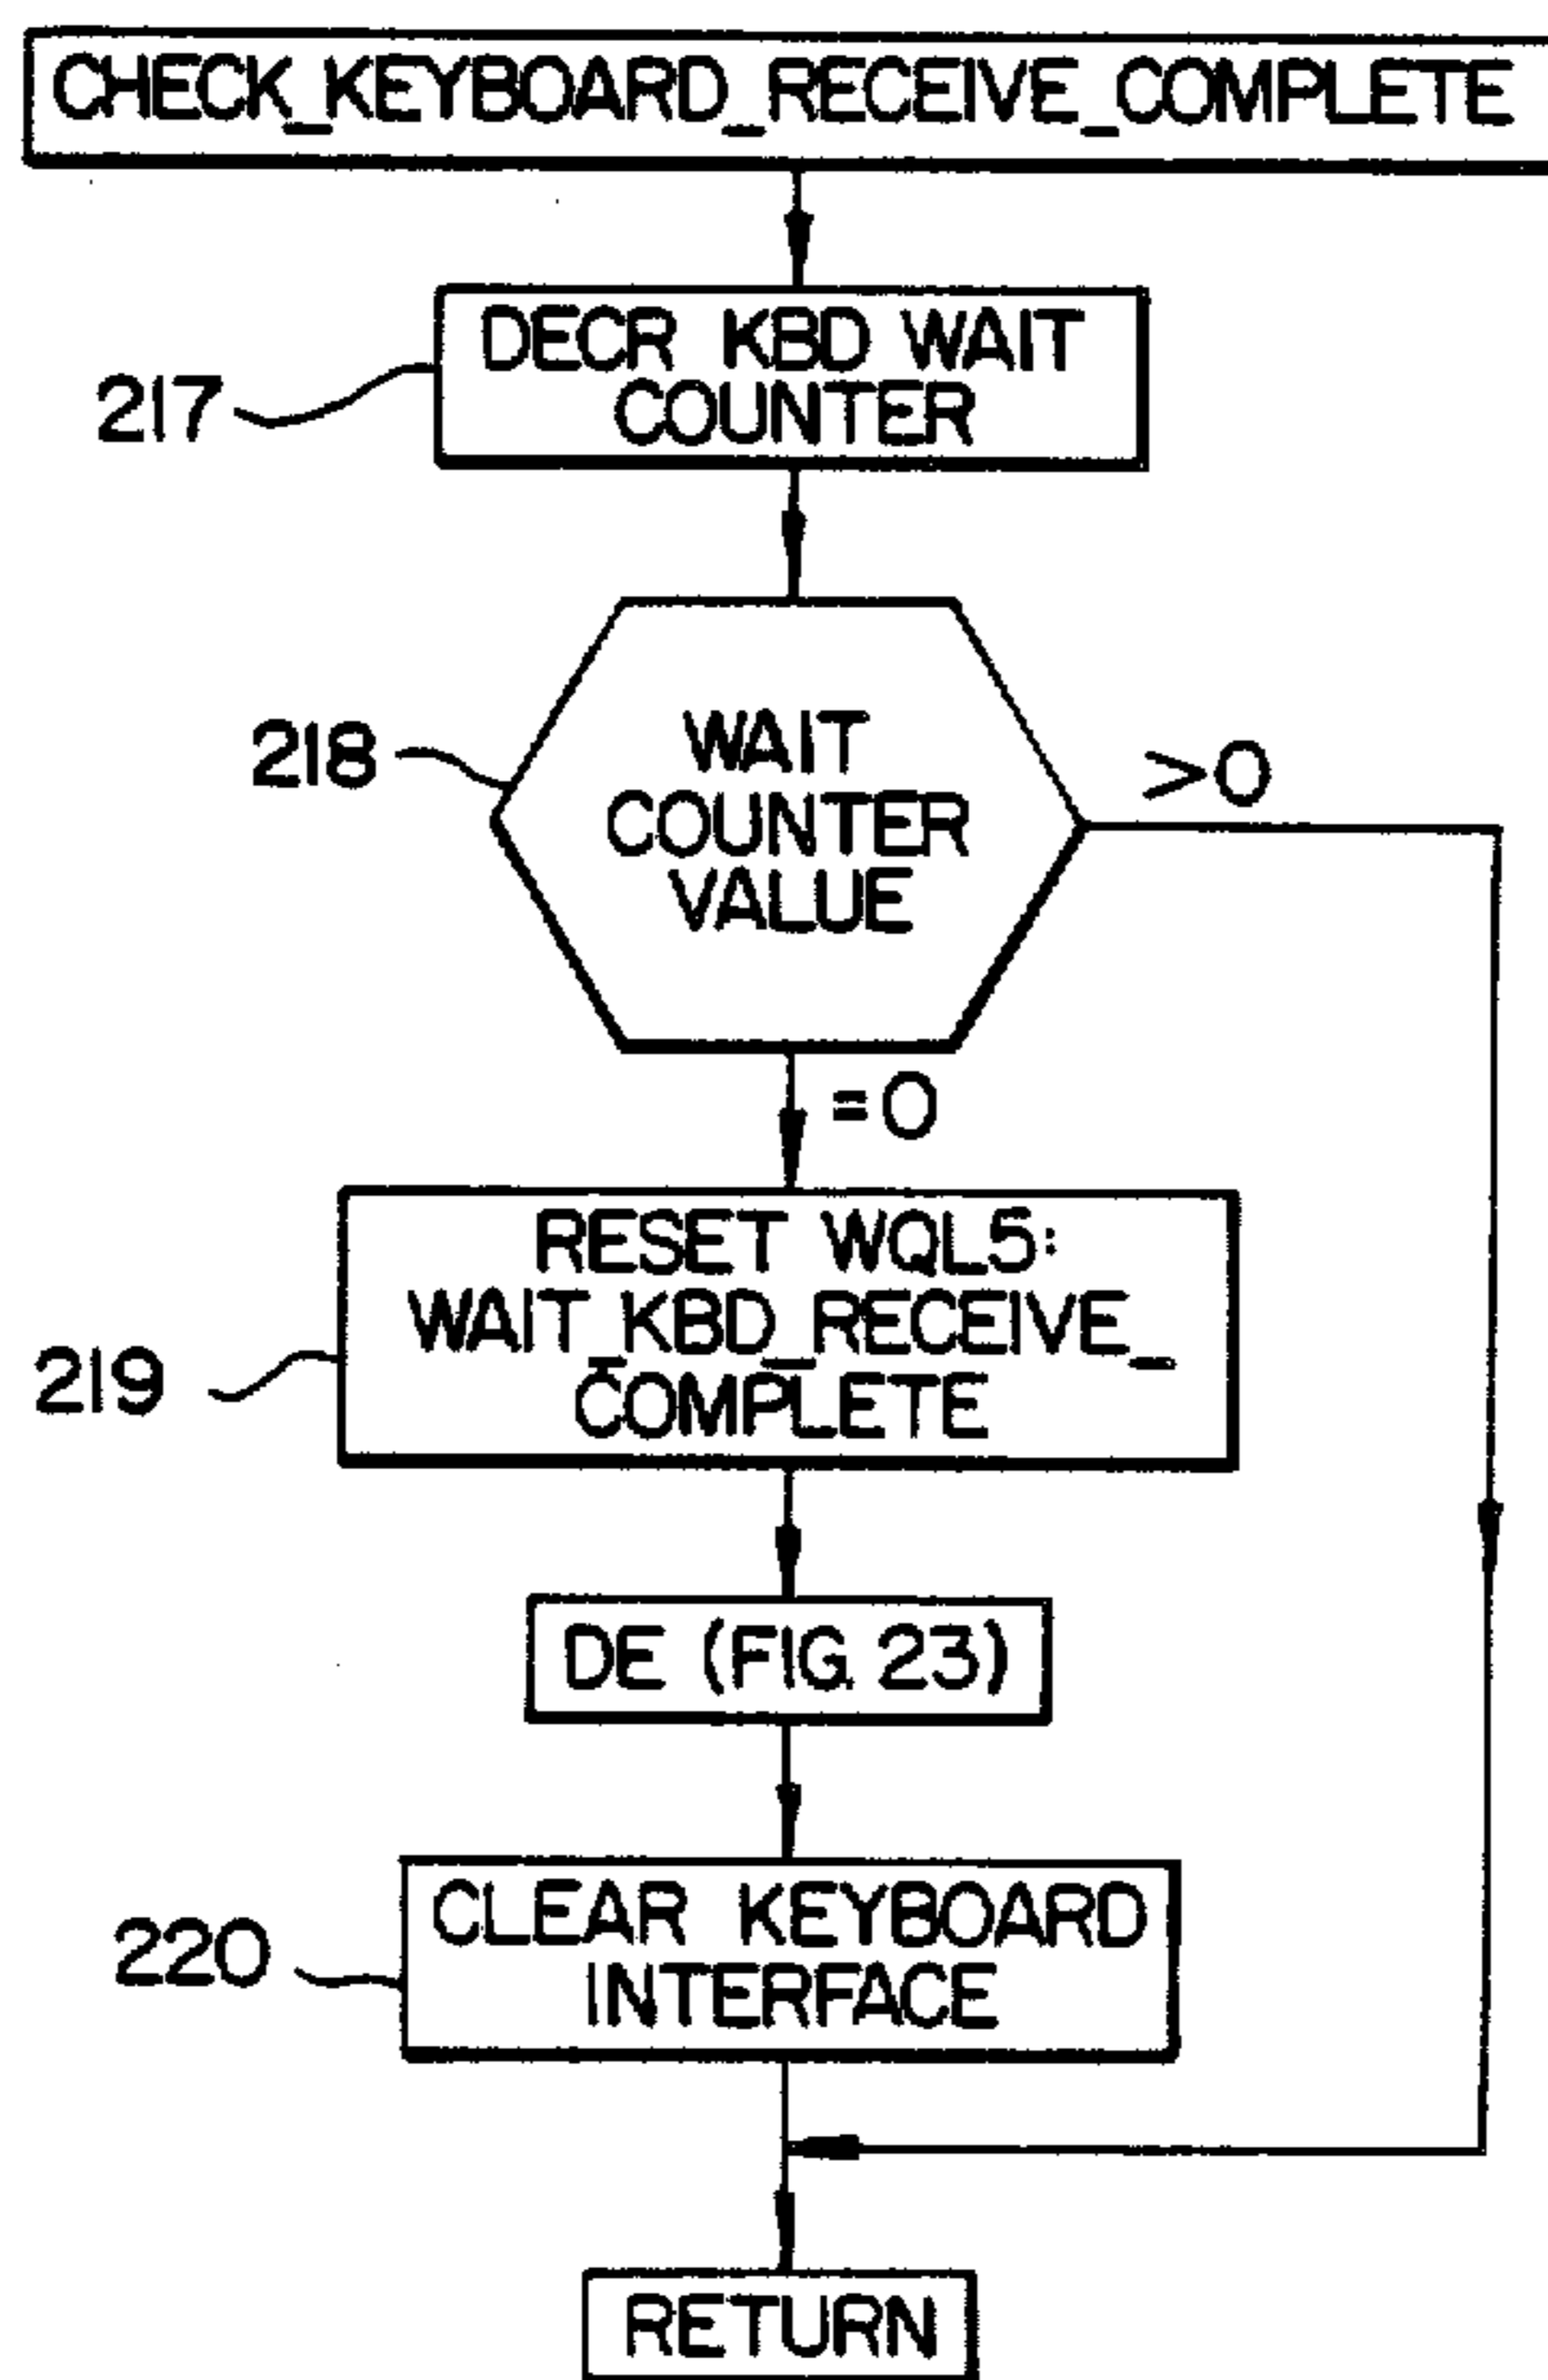 CHECK_KEYBOARD_RECEIVE_COMPLETE
DECR KBD WAIT
COUNTER
217
218
WAIT
COUNTER
VALUE
>0
=0
RESET WQL5:
WAIT_KBD_RECEIVE_
COMPLETE
219
DE (FIG. 23)
CLEAR KEYBOARD
INTERFACE
220
RETURN